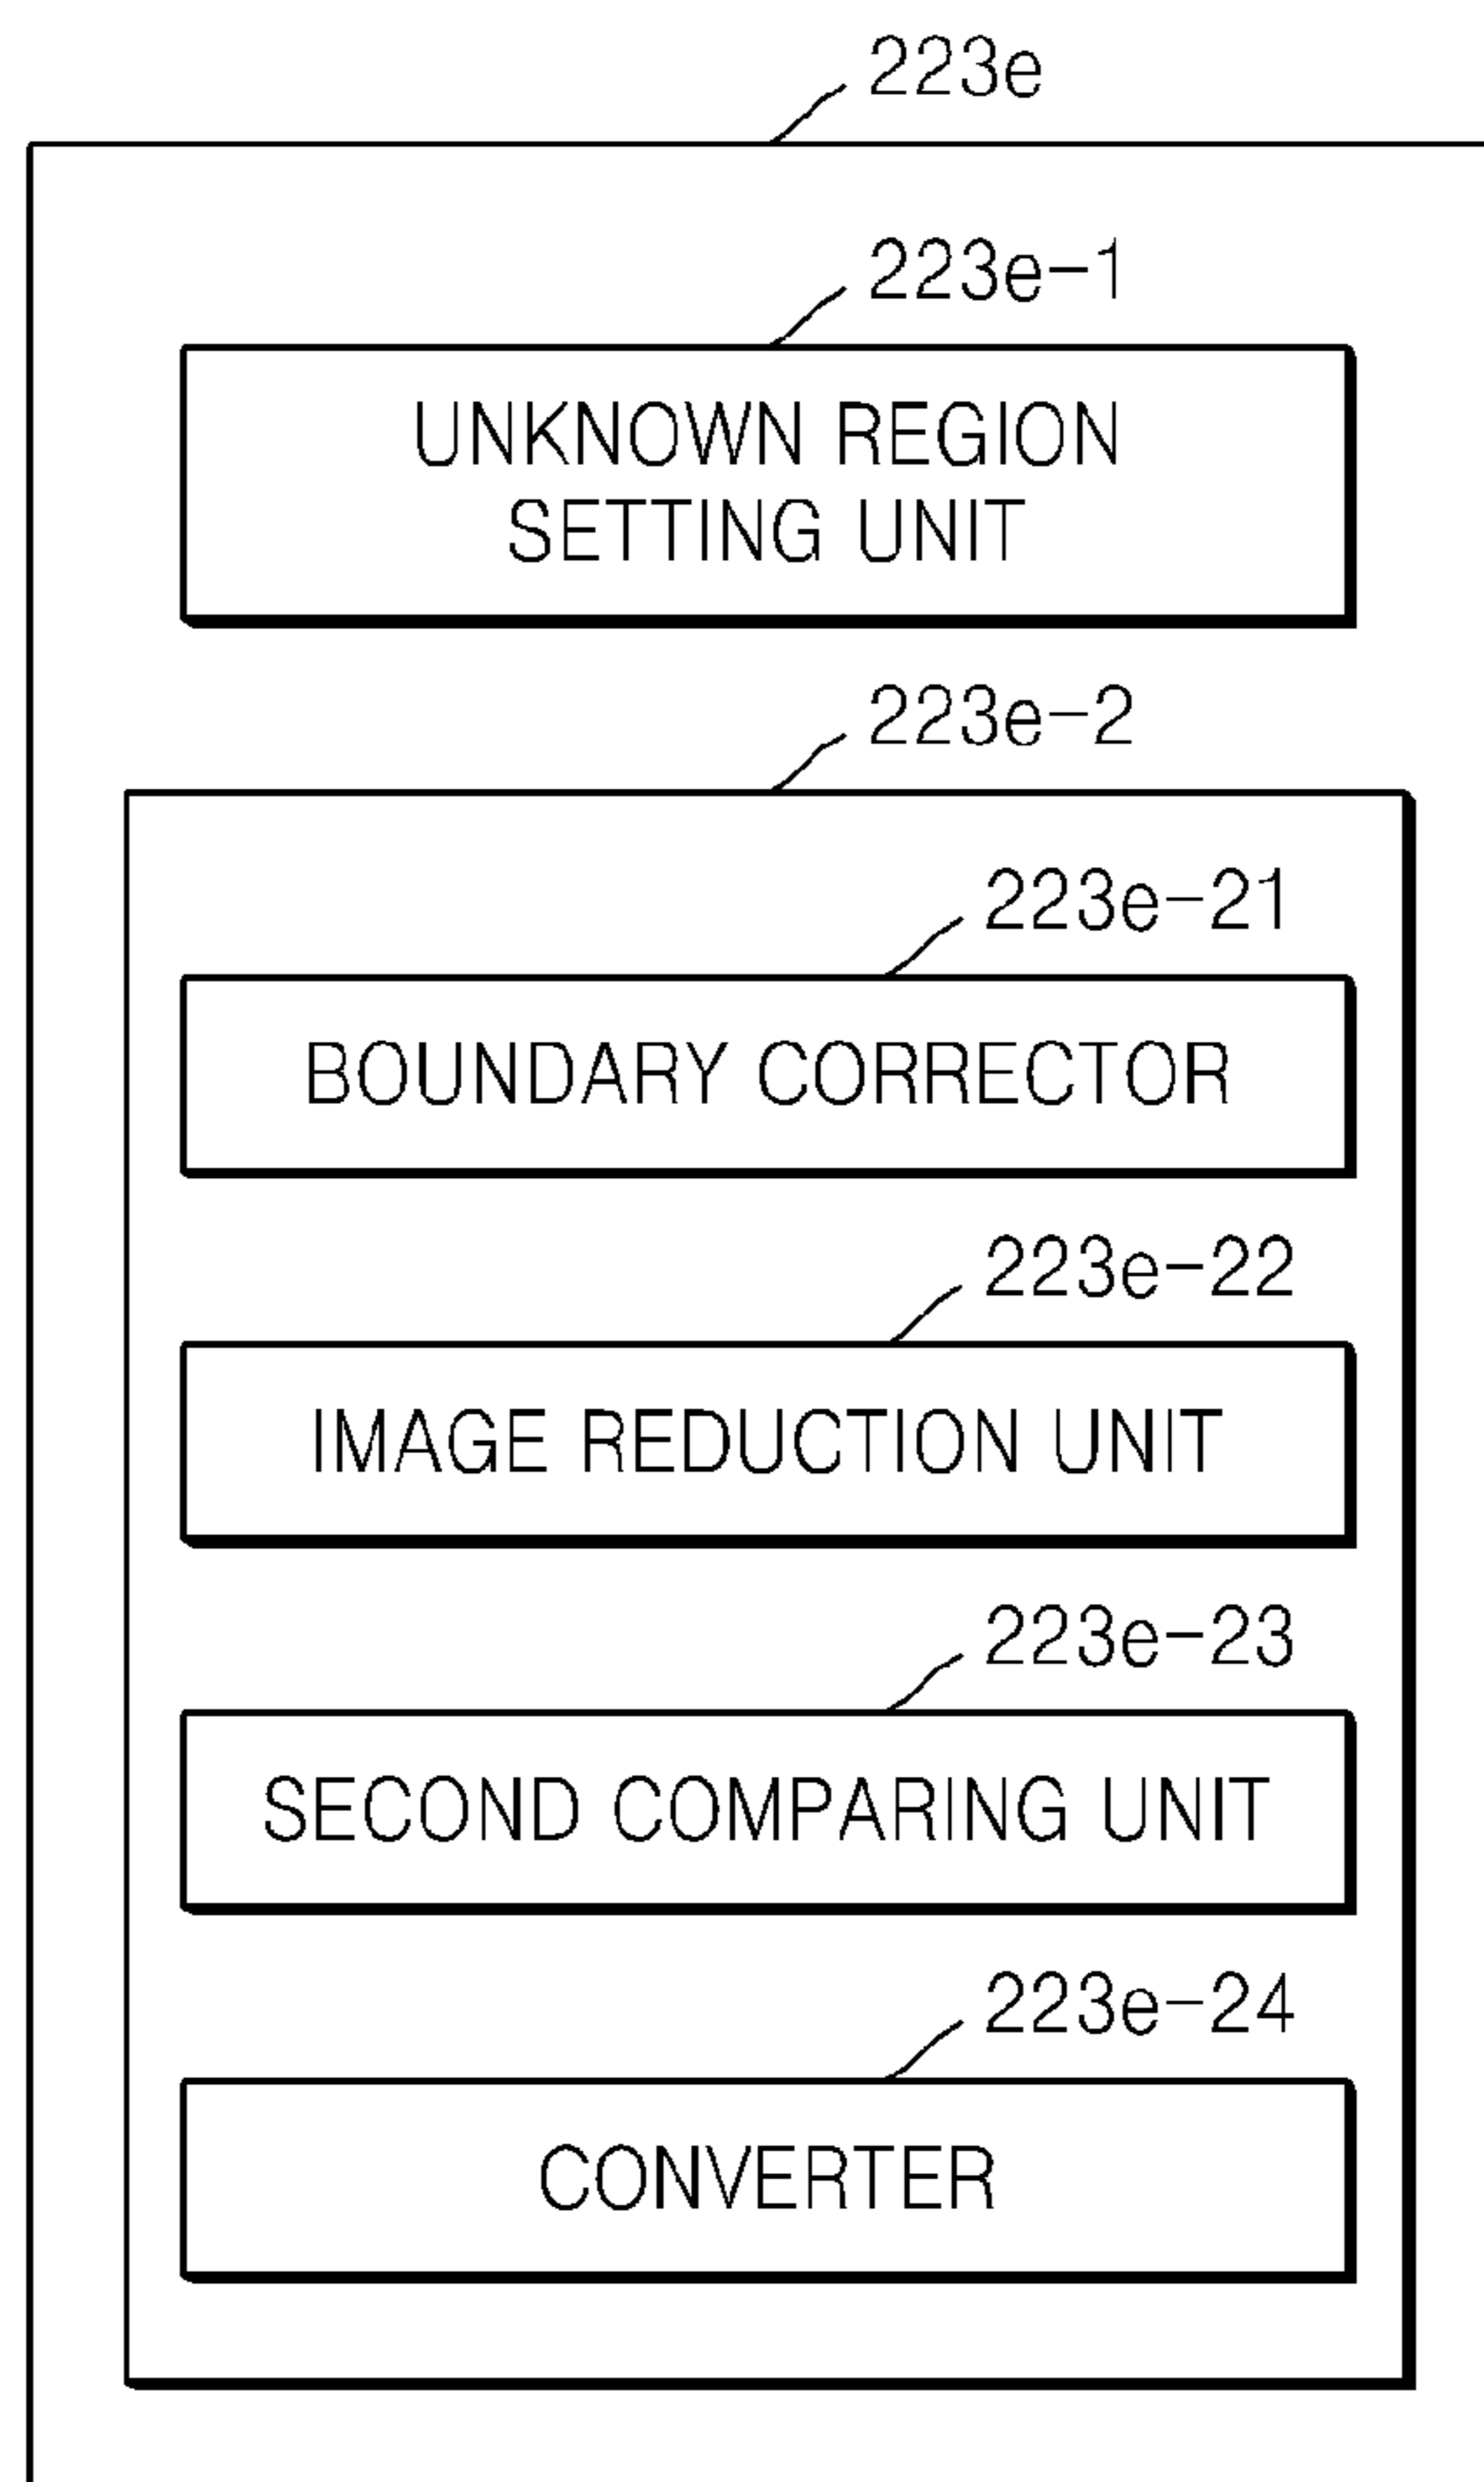 223e
223e-1
UNKNOWN REGION
SETTING UNIT
223e-2
223e-21
BOUNDARY CORRECTOR
223e-22
IMAGE REDUCTION UNIT
223e-23
SECOND COMPARING UNIT
223e-24
CONVERTER